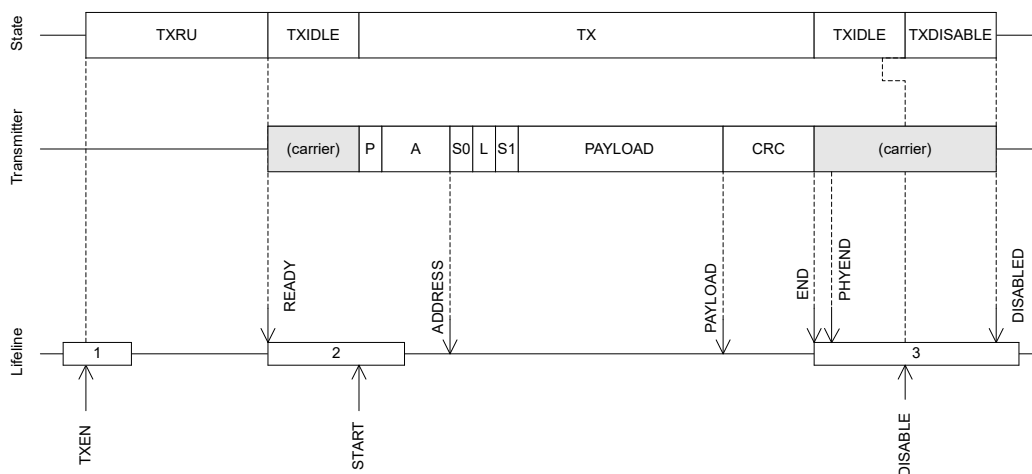 State
TXRU
TXIDLE
TX
TXIDLE
TXDISABLE
Transmitter
(carrier)
P
A
S0
L
S1
PAYLOAD
CRC
(carrier)
READY
ADDRESS
PAYLOAD
END
PHYEND
DISABLED
Lifeline
1
2
3
TXEN
START
DISABLE